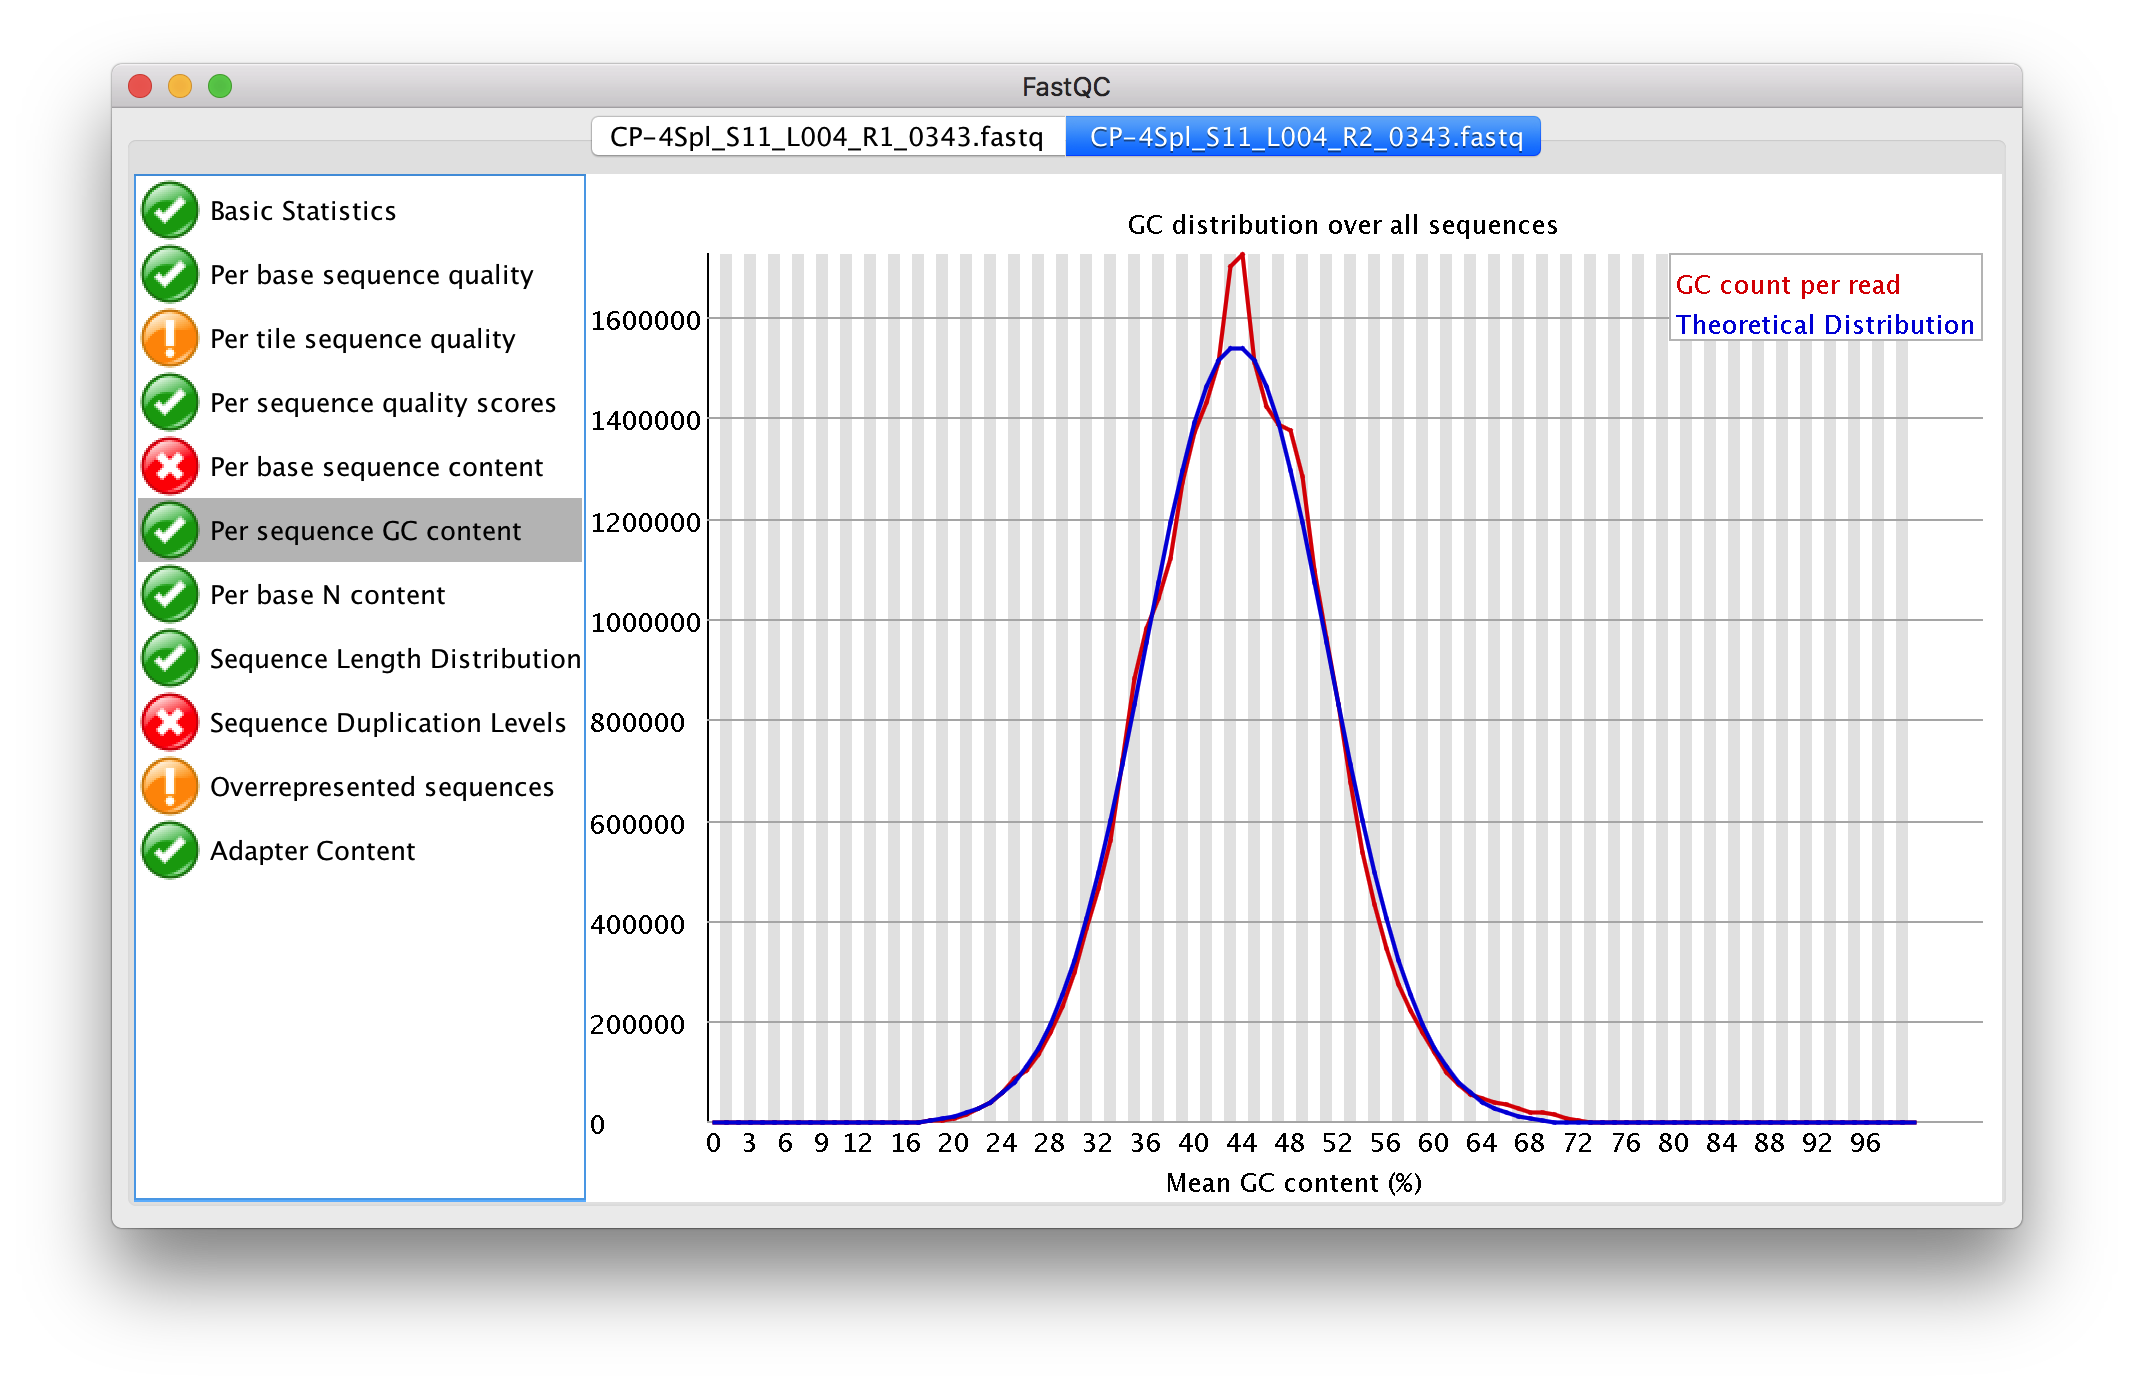 FastQC
CP-4Spl_S11_L004_R1_0343.fastq
CP-4Spl_S11_L004_R2_0343.fastq
Basic Statistics
Per base sequence quality
Per tile sequence quality
Per sequence quality scores
Per base sequence content
Per sequence GC content
Per base N content
Sequence Length Distribution
Sequence Duplication Levels
Overrepresented sequences
Adapter Content
GC distribution over all sequences
GC count per read
Theoretical Distribution
1600000
1400000
1200000
1000000
800000
600000
400000
200000
0
0 3 6 9 12 16 20 24 28 32 36 40 44 48 52 56 60 64 68 72 76 80 84 88 92 96
Mean GC content (%)